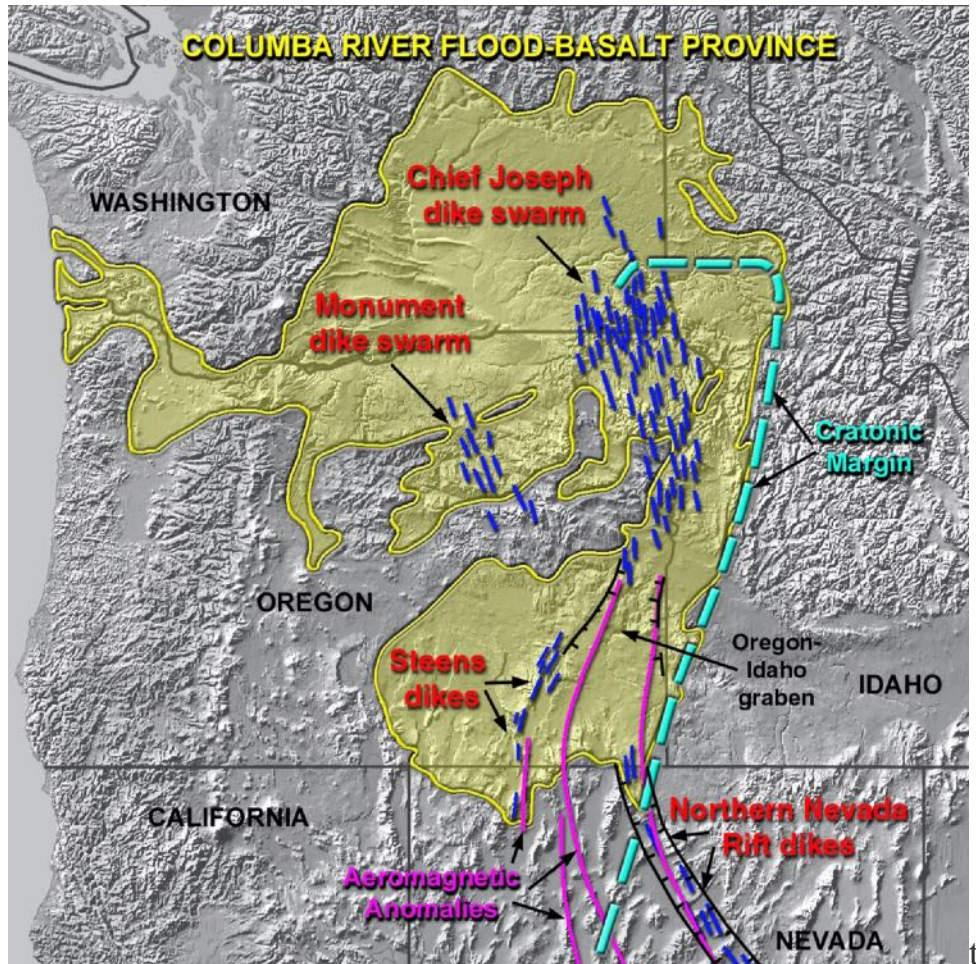 COLUMBA RIVER FLOOD-BASALT PROVINCE
WASHINGTON
Chief Joseph
dike swarm
Monument
dike swarm
Cratonic
Margin
OREGON
Steens
dikes
Oregon-
Idaho
graben
IDAHO
CALIFORNIA
Northern Nevada
Rift dikes
Aeromagnetic
Anomalies
NEVADA
t